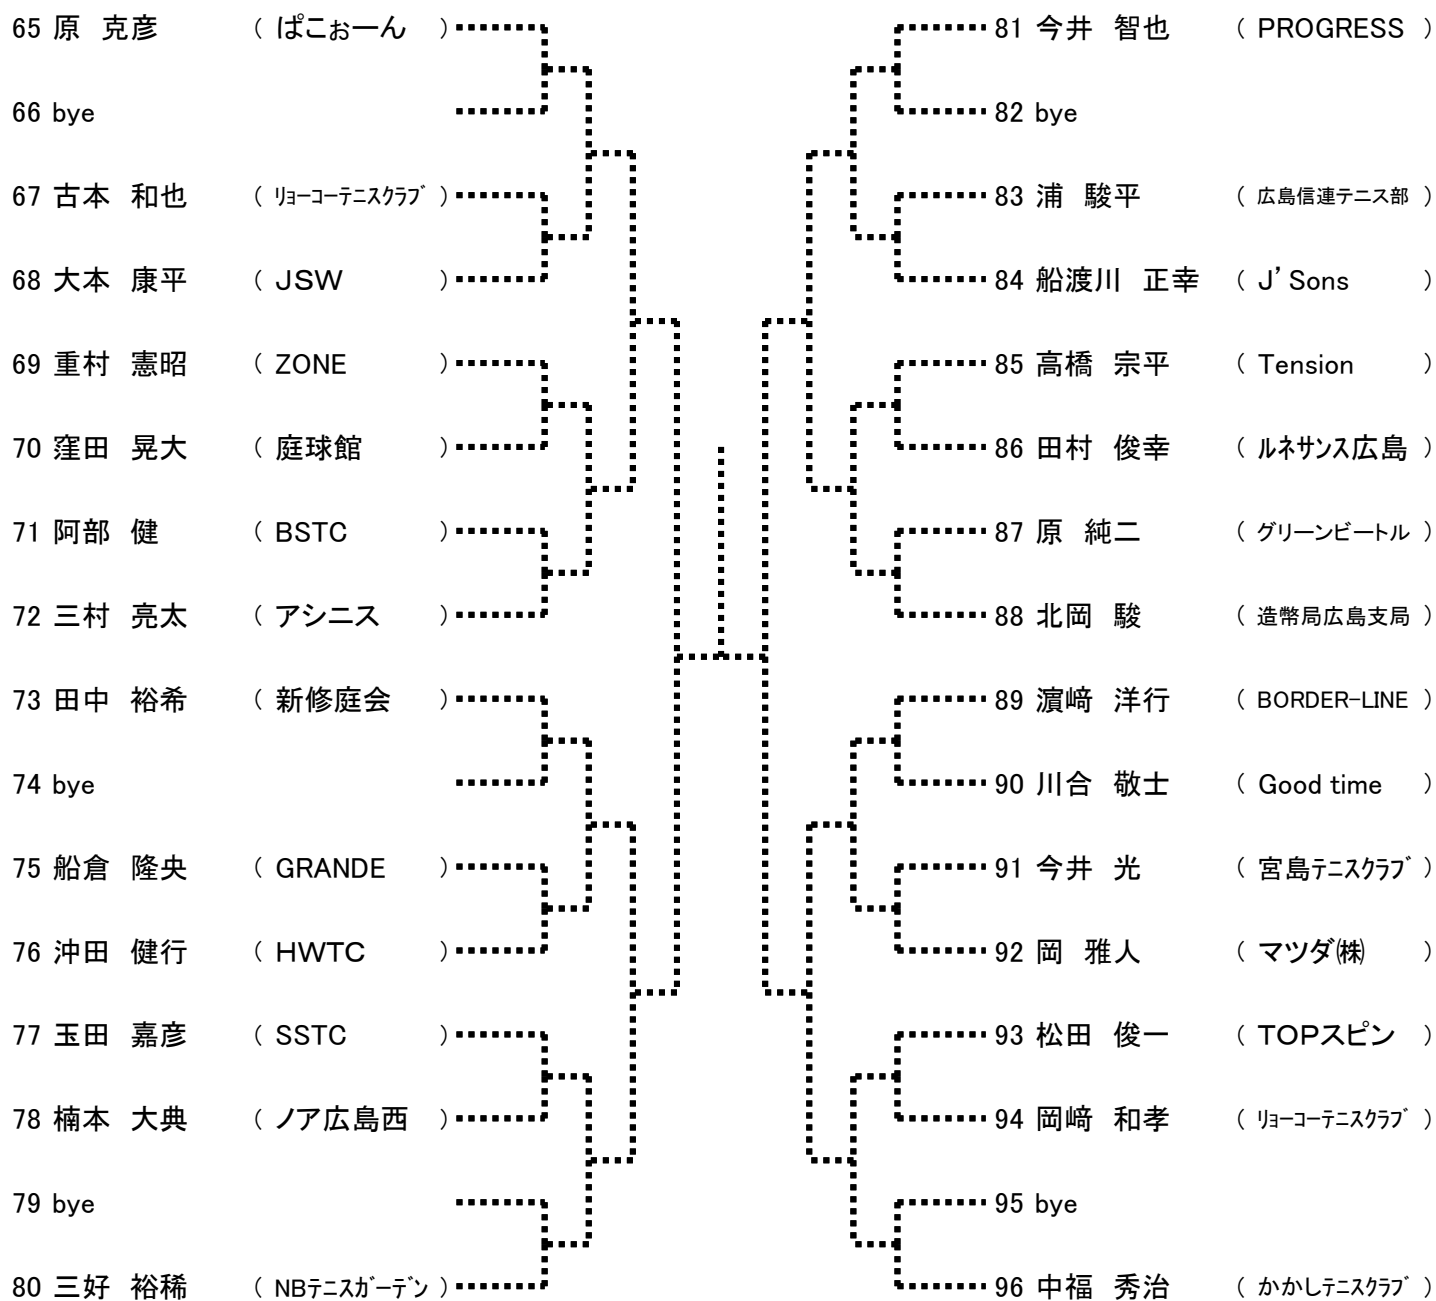 65 原 克彦 ( ぱこぉーん )
66 bye
67 古本 和也 ( ﾘｮｰｺｰﾃﾆｽｸﾗﾌﾞ )
68 大本 康平 ( JSW )
69 重村 憲昭 ( ZONE )
70 窪田 晃大 ( 庭球館 )
71 阿部 健 ( BSTC )
72 三村 亮太 ( アシニス )
73 田中 裕希 ( 新修庭会 )
74 bye
75 船倉 隆央 ( GRANDE )
76 沖田 健行 ( HWTC )
77 玉田 嘉彦 ( SSTC )
78 楠本 大典 ( ノア広島西 )
79 bye
80 三好 裕稀 ( NBﾃﾆｽｶﾞｰﾃﾞﾝ )
81 今井 智也 ( PROGRESS )
82 bye
83 浦 駿平 ( 広島信連テニス部 )
84 船渡川 正幸 ( J’Sons )
85 高橋 宗平 ( Tension )
86 田村 俊幸 ( ﾙﾈｻﾝｽ広島 )
87 原 純二 ( グリーンビートル )
88 北岡 駿 ( 造幣局広島支局 )
89 濵﨑 洋行 ( BORDER-LINE )
90 川合 敬士 ( Good time )
91 今井 光 ( 宮島ﾃﾆｽｸﾗﾌﾞ )
92 岡 雅人 ( マツダ㈱ )
93 松田 俊一 ( TOPスピン )
94 岡﨑 和孝 ( ﾘｮｰｺｰﾃﾆｽｸﾗﾌﾞ )
95 bye
96 中福 秀治 ( かかしﾃﾆｽｸﾗﾌﾞ )